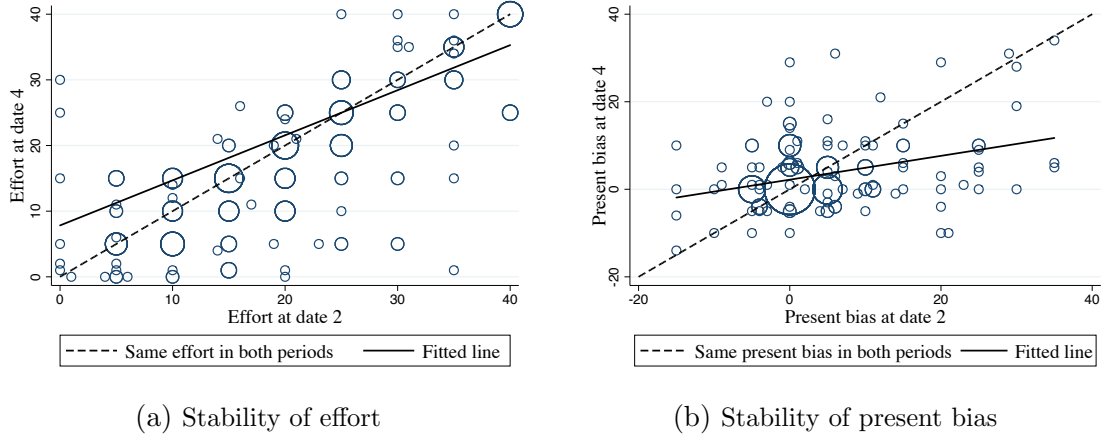 Effort at date 4
40
30
20
10
0
0 10 20 30 40
Effort at date 2
Same effort in both periods Fitted line
(a) Stability of effort
Present bias at date 4
40
20
0
-20
-20 0 20 40
Present bias at date 2
Same present bias in both periods Fitted line
(b) Stability of present bias